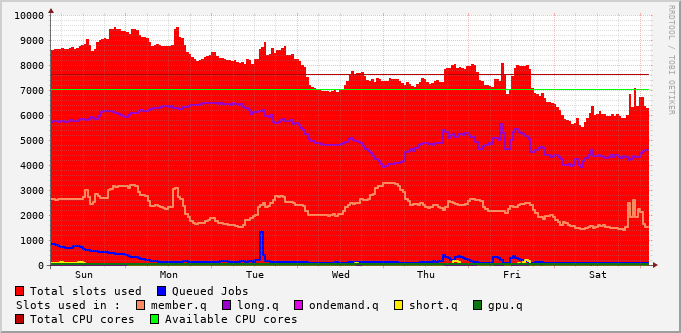 RRDTOOL / TOBI OETIKER
10000
9000
8000
7000
6000
5000
4000
3000
2000
1000
0
Sun Mon Tue Wed Thu Fri Sat
Total slots used Queued Jobs
Slots used in : member.q long.q ondemand.q short.q gpu.q
Total CPU cores Available CPU cores